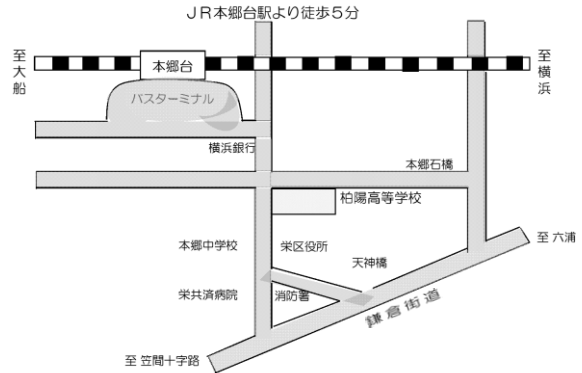 JR本郷台駅より徒歩5分
至大船
本郷台
至横浜
バスターミナル
横浜銀行
本郷石橋
柏陽高等学校
本郷中学校
栄区役所
天神橋
至 六浦
栄共済病院
消防署
鎌倉街道
至 笠間十字路